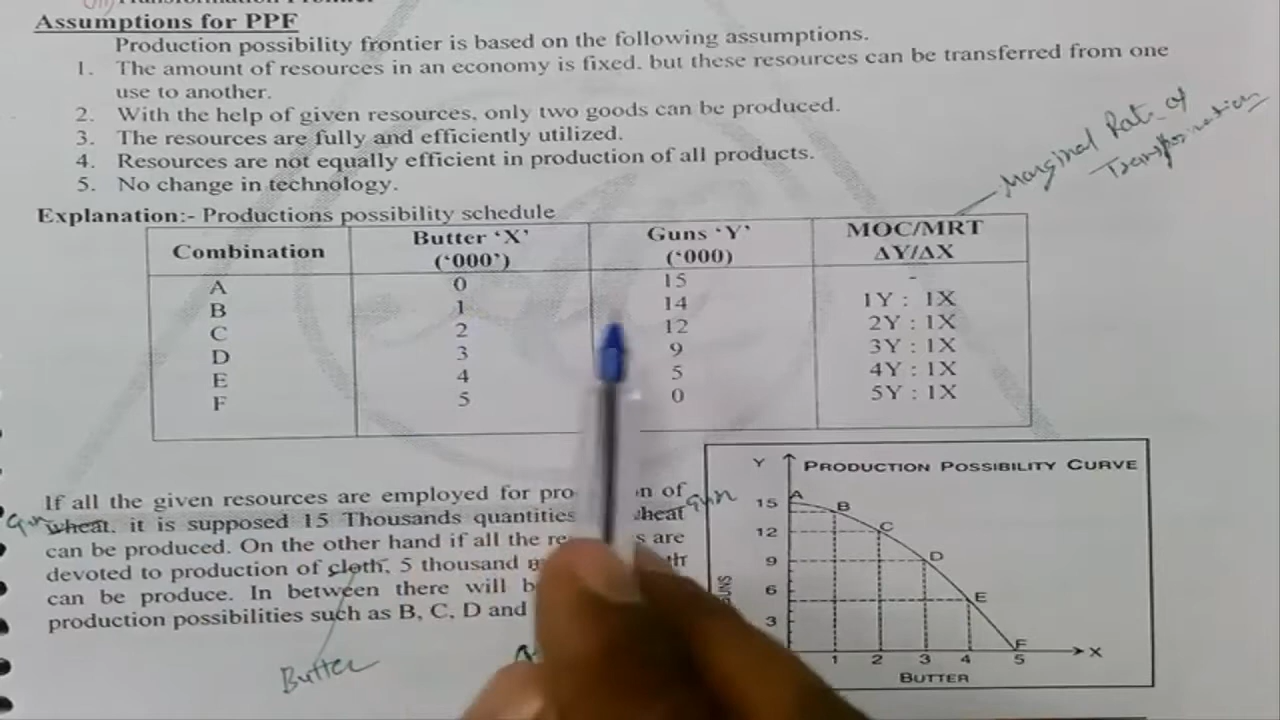 Assumptions for PPF
Production possibility frontier is based on the following assumptions.
1. The amount of resources in an economy is fixed. but these resources can be transferred from one
use to another.
2. With the help of given resources, only two goods can be produced.
3. The resources are fully and efficiently utilized.
4. Resources are not equally efficient in production of all products.
5. No change in technology.
Marginal Rate of
Transformation
Explanation:- Productions possibility schedule
Combination Butter ‘X’ (‘000’) Guns ‘Y’ (‘000) MOC/MRT ΔY/ΔX
A 0 15 -
B 1 14 1Y : 1X
C 2 12 2Y : 1X
D 3 9 3Y : 1X
E 4 5 4Y : 1X
F 5 0 5Y : 1X
If all the given resources are employed for of
gun
Gun wheat, it is supposed 15 Thousands quantities
can be produced. On the other hand if all the are
devoted to production of cloth, 5 thousand
can be produce. In between there will
production possibilities such as B, C, D and
Butter
PRODUCTION POSSIBILITY CURVE
Y
15
12
9
6
3
A
B
C
D
E
F
1 2 3 4 5
X
BUTTER